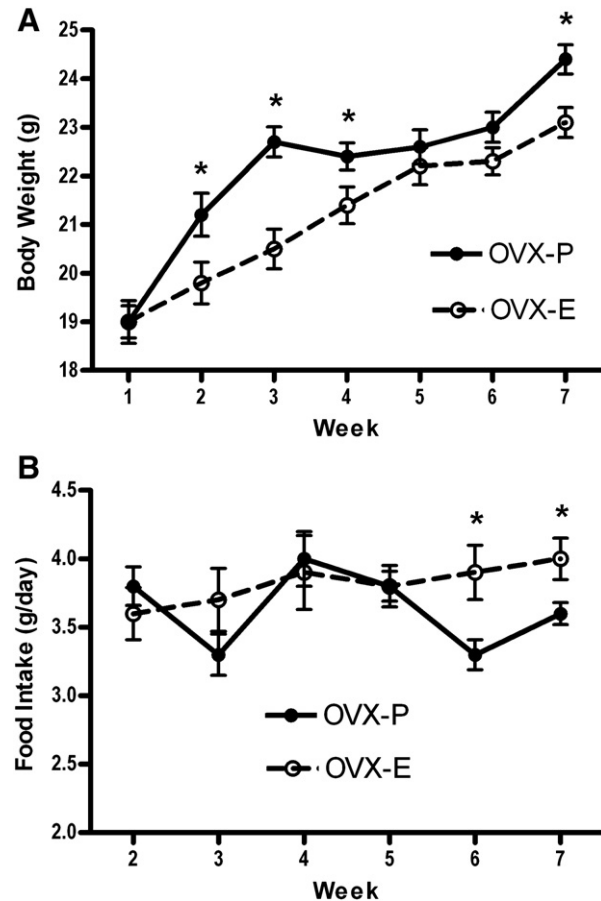 A
Body Weight (g)
25
24
23
22
21
20
19
18
* * * *
OVX-P
OVX-E
1 2 3 4 5 6 7
Week
B
Food Intake (g/day)
4.5
4.0
3.5
3.0
2.5
2.0
* *
OVX-P
OVX-E
2 3 4 5 6 7
Week